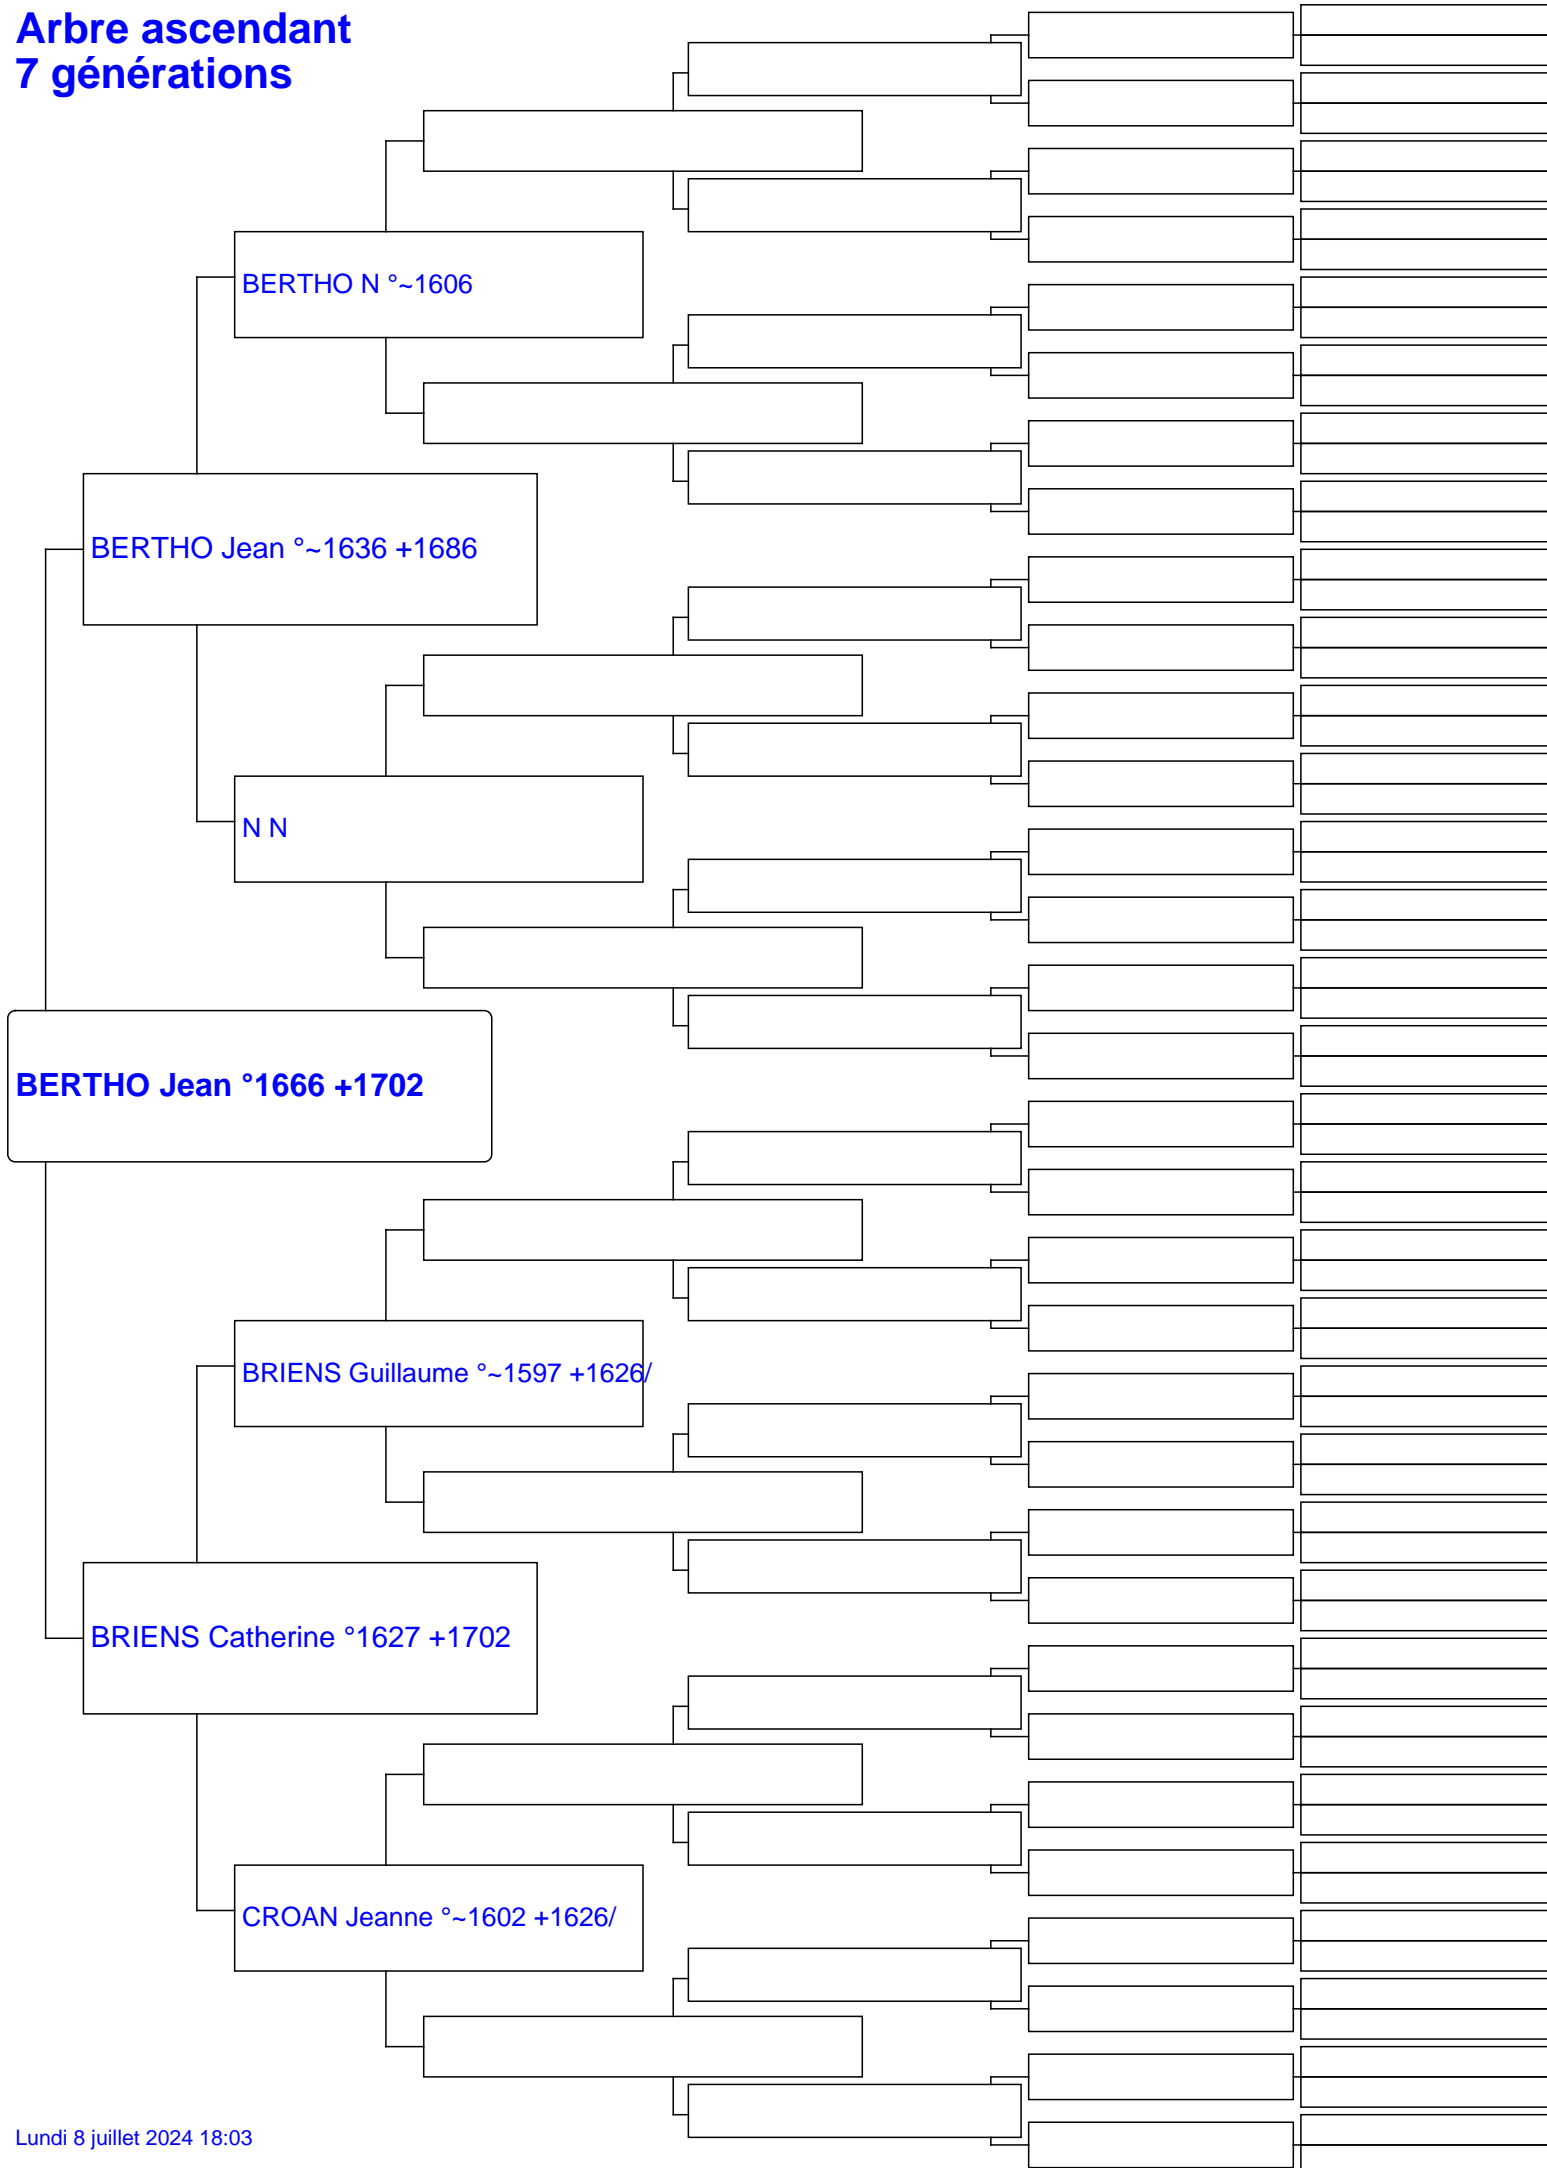 Arbre ascendant
7 générations
BERTHO N °~1606
BERTHO Jean °~1636 +1686
N N
BERTHO Jean °1666 +1702
BRIENS Guillaume °~1597 +1626/
BRIENS Catherine °1627 +1702
CROAN Jeanne °~1602 +1626/
Lundi 8 juillet 2024 18:03